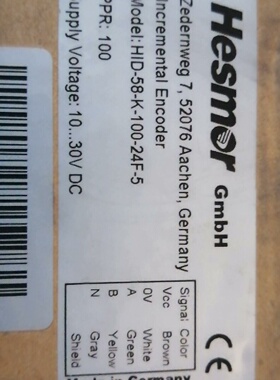 Hesmor GmbH
Zedernweg 7, 52076 Aachen, Germany
Incremental Encoder
Model: HID-58-K-100-24F-5
PPR: 100
Supply Voltage: 10...30V DC
Signal Color
Vcc Brown
0V White
A Green
B Yellow
N Gray
Shield
CE